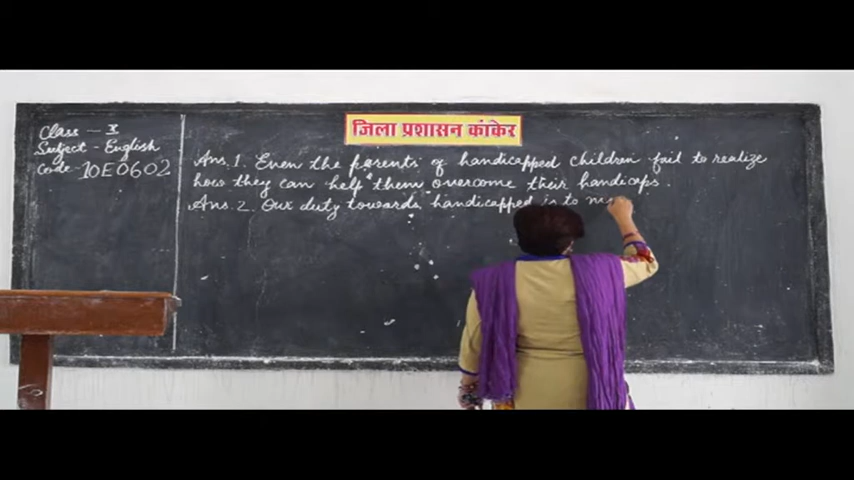 जिला प्रशासन कांकेर
Class - X
Subject - English
Code - 10E0602
Ans. 1. Even the parents of handicapped children fail to realize
how they can help them overcome their handicaps.
Ans. 2. Our duty towards handicapped is to